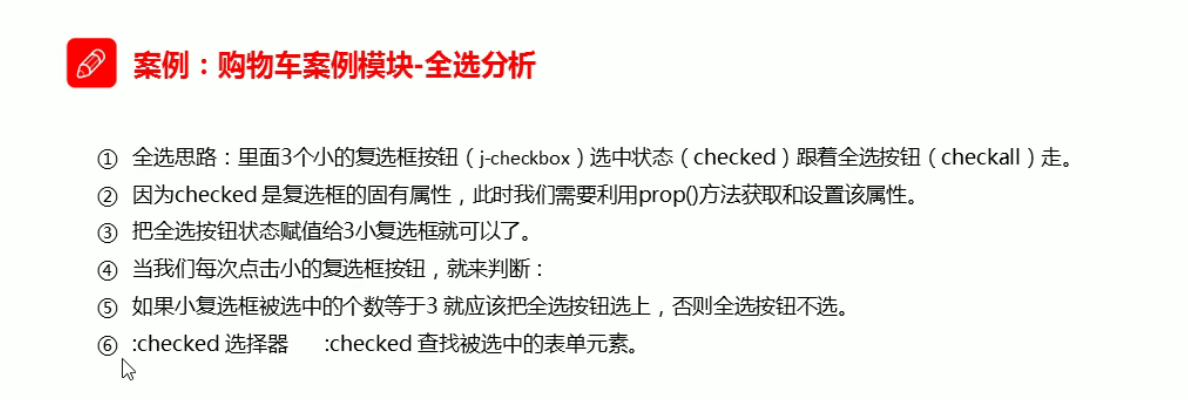 案例：购物车案例模块-全选分析
① 全选思路：里面3个小的复选框按钮（j-checkbox）选中状态（checked）跟着全选按钮（checkall）走。
② 因为checked 是复选框的固有属性，此时我们需要利用prop()方法获取和设置该属性。
③ 把全选按钮状态赋值给3小复选框就可以了。
④ 当我们每次点击小的复选框按钮，就来判断：
⑤ 如果小复选框被选中的个数等于3 就应该把全选按钮选上，否则全选按钮不选。
⑥ :checked 选择器 :checked 查找被选中的表单元素。